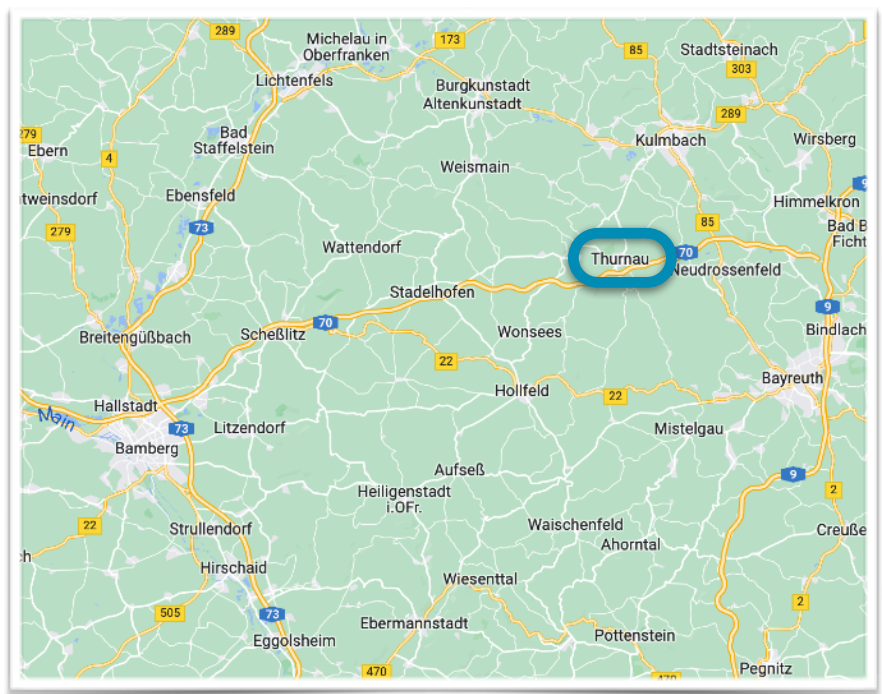 289
Michelau in
Oberfranken
173
85
Stadtsteinach
303
Lichtenfels
Burgkunstadt
Altenkunstadt
289
279
Ebern
4
Bad
Staffelstein
Kulmbach
Wirsberg
Weismain
9
tweinsdorf
Ebensfeld
Himmelkron
279
73
85
Bad B
Ficht
Wattendorf
Thurnau
70
Neudrossenfeld
Stadelhofen
9
Breitengüßbach
Scheßlitz
70
Wonsees
Bindlach
22
Hollfeld
22
Bayreuth
Hallstadt
Main
73
Litzendorf
Mistelgau
Bamberg
Aufseß
9
Heiligenstadt
i.OFr.
2
22
Strullendorf
Waischenfeld
Creuße
Ahorntal
h
Hirschaid
Wiesenttal
2
505
73
Ebermannstadt
Eggolsheim
Pottenstein
470
470
Pegnitz